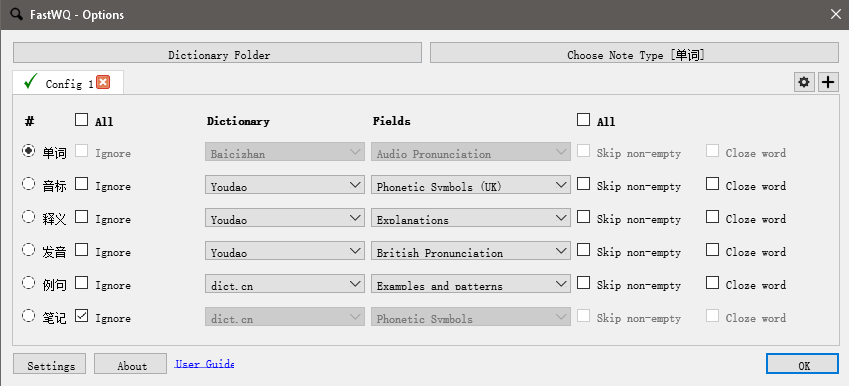 FastWQ - Options
Dictionary Folder Choose Note Type [单词]
Config 1
# All Dictionary Fields All
单词 Ignore Baicizhan Audio Pronunciation Skip non-empty Cloze word
音标 Ignore Youdao Phonetic Symbols (UK) Skip non-empty Cloze word
释义 Ignore Youdao Explanations Skip non-empty Cloze word
发音 Ignore Youdao British Pronunciation Skip non-empty Cloze word
例句 Ignore dict.cn Examples and patterns Skip non-empty Cloze word
笔记 Ignore dict.cn Phonetic Symbols Skip non-empty Cloze word
Settings About User Guide OK